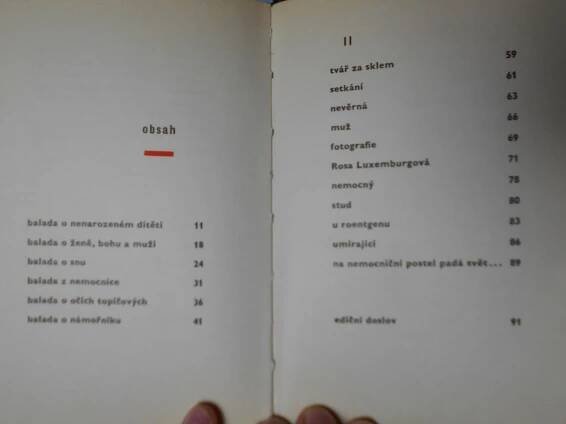 obsah
balada o nenarozeném dítěti 11
balada o ženě, bohu a muži 18
balada o snu 24
balada z nemocnice 31
balada o očích topičových 36
balada o námořníku 41
II
tvář za sklem 59
setkání 61
nevěrná 63
muž 66
fotografie 69
Rosa Luxemburgová 71
nemocný 78
stud 80
u roentgenu 83
umírající 86
na nemocniční postel padá svět... 89
ediční doslov 91